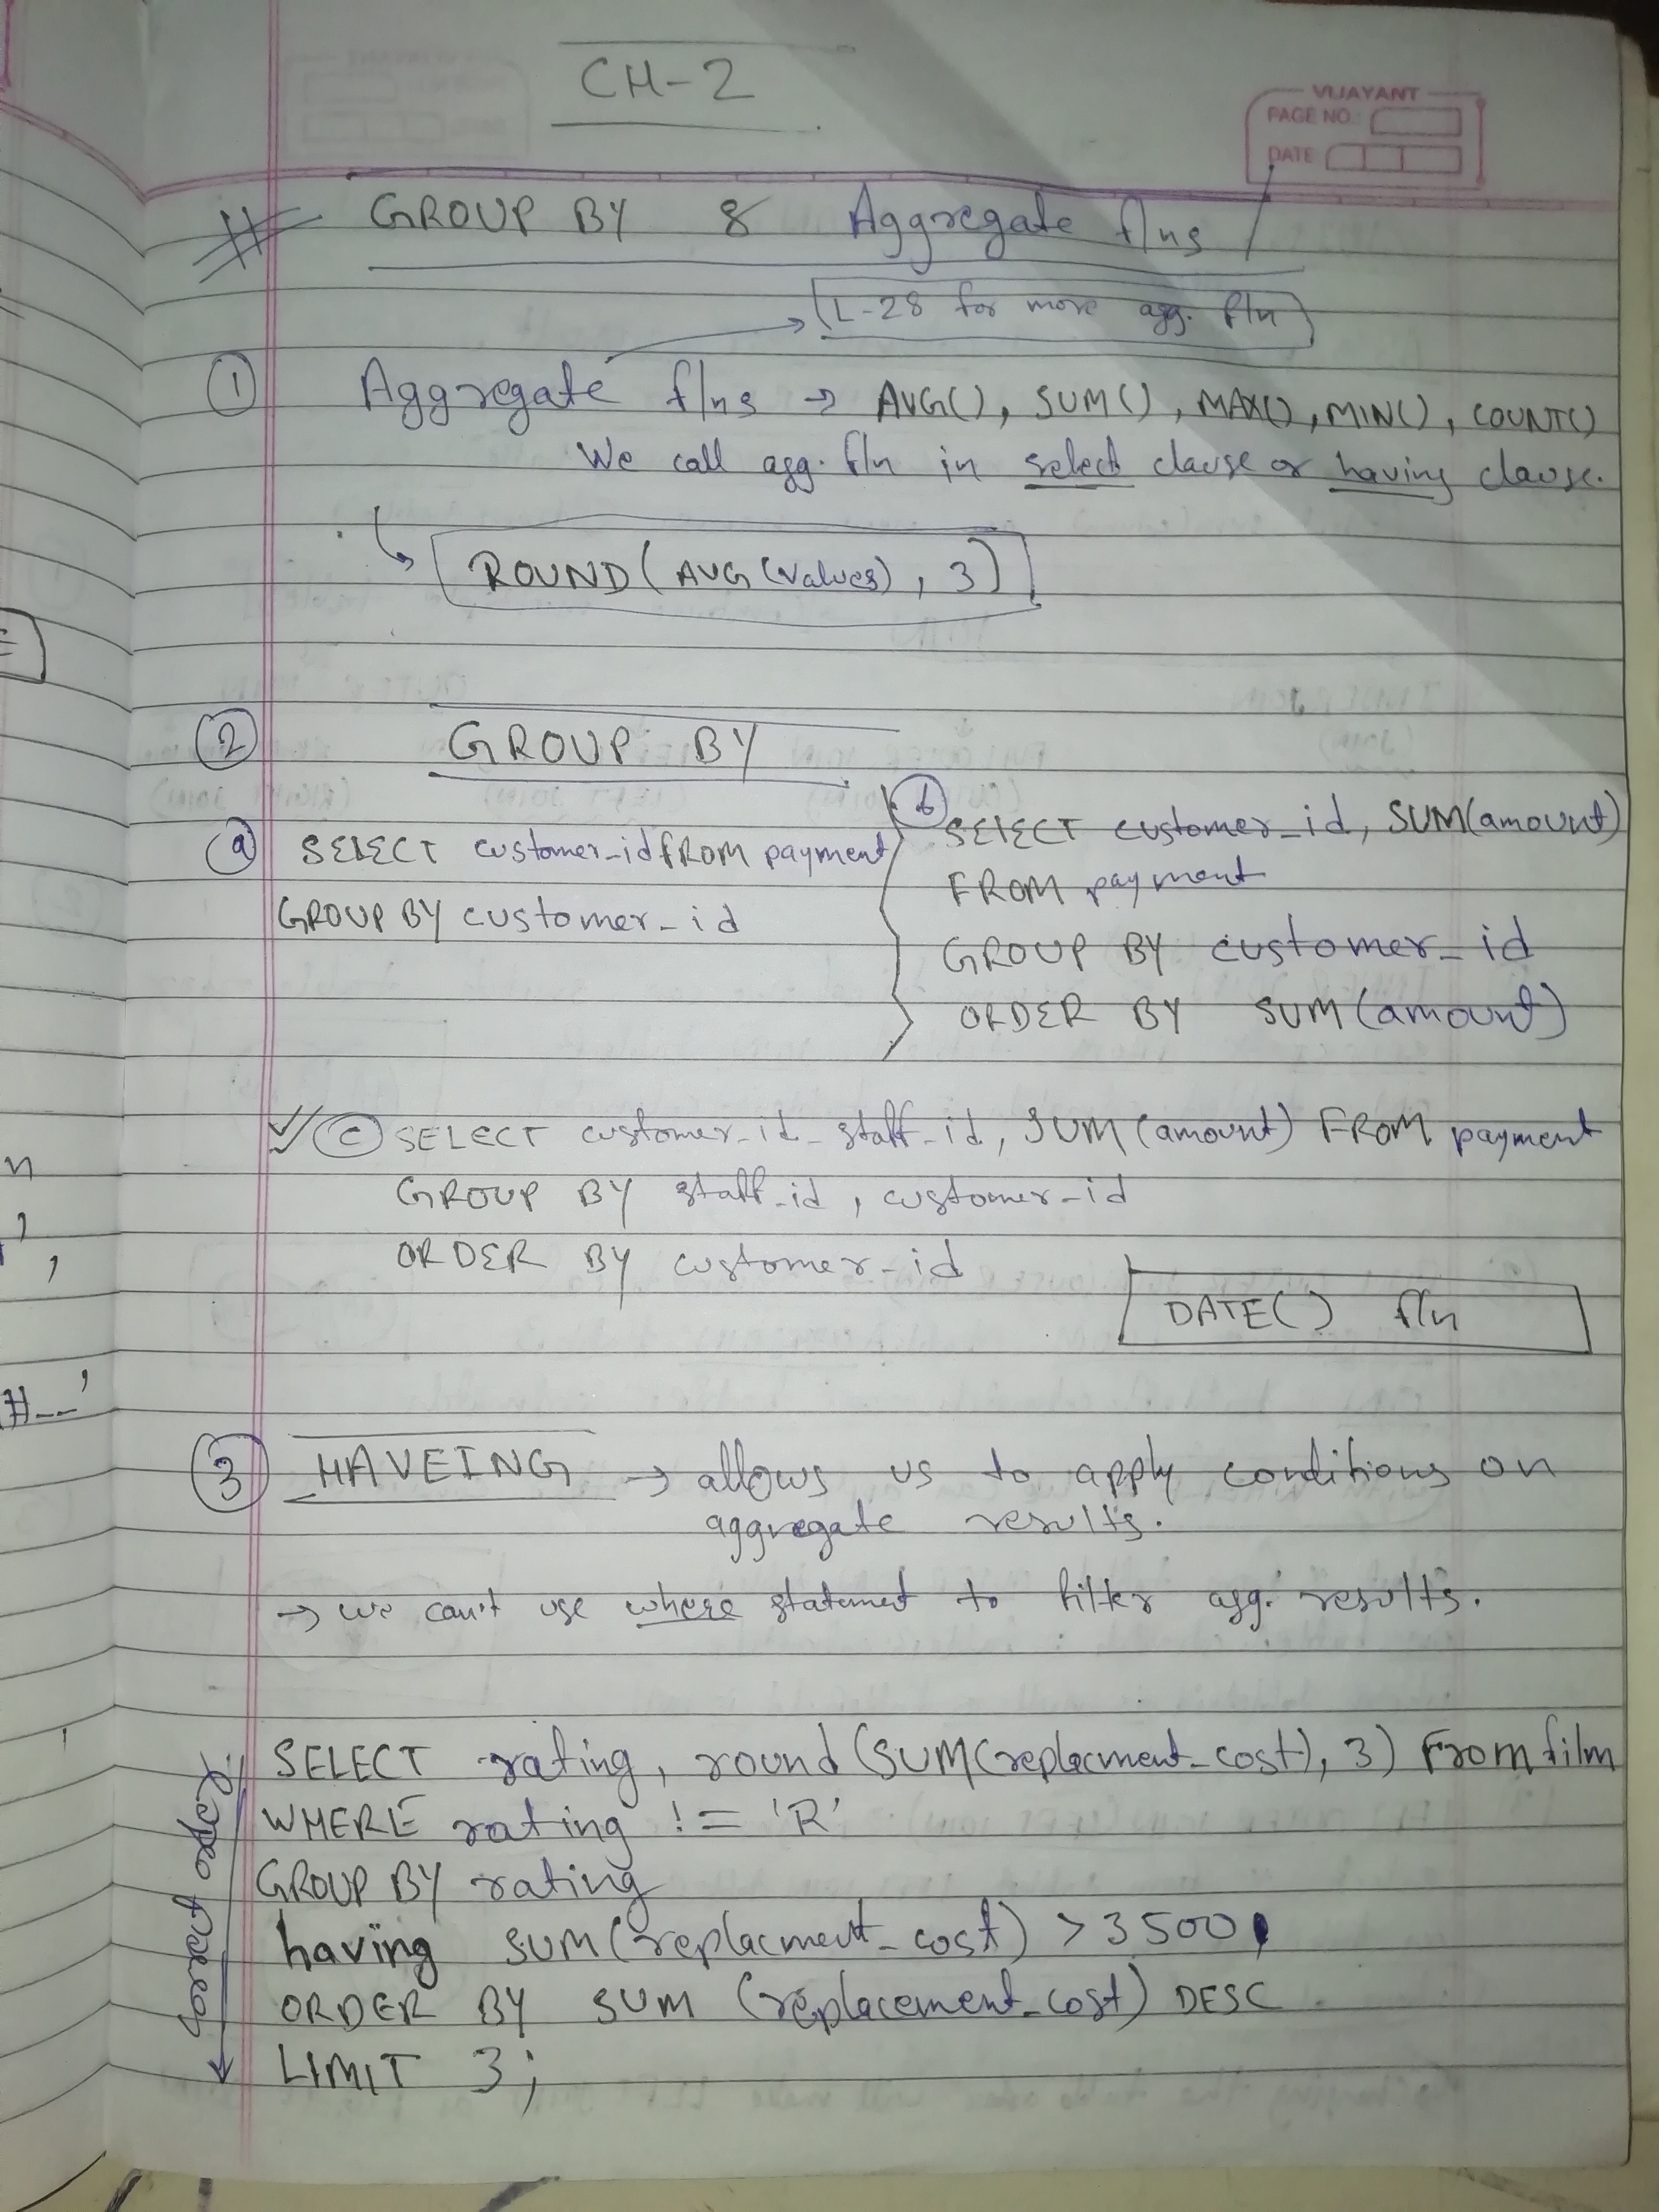 CH-2
VIJAYANT
PAGE NO.
DATE
# GROUP BY & Aggregate f/ns
L-28 for more agg. f/n
① Aggregate f/ns → AVG(), SUM(), MAX(), MIN(), COUNT()
We call agg. f/n in select clause or having clause.
ROUND(AVG(values), 3)
② GROUP BY
ⓐ SELECT customer_id FROM payment
GROUP BY customer_id
ⓑ SELECT customer_id, SUM(amount)
FROM payment
GROUP BY customer_id
ORDER BY SUM(amount)
ⓒ SELECT customer_id_staff_id, SUM(amount) FROM payment
GROUP BY staff_id, customer_id
ORDER BY customer_id
DATE() f/n
③ HAVEING → allows us to apply conditions on
aggregate results.
→ we can't use where statement to filter agg. results.
SELECT rating, round(SUM(replacment_cost), 3) From film
WHERE rating != 'R'
GROUP BY rating
having SUM(replacment_cost) > 3500
ORDER BY SUM (replacement_cost) DESC
LIMIT 3;